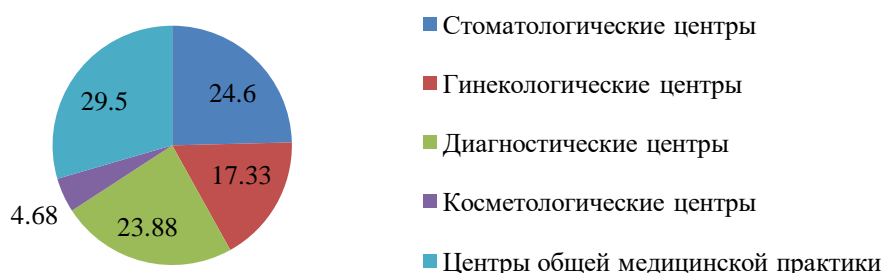 24.6
17.33
23.88
4.68
29.5
Стоматологические центры
Гинекологические центры
Диагностические центры
Косметологические центры
Центры общей медицинской практики